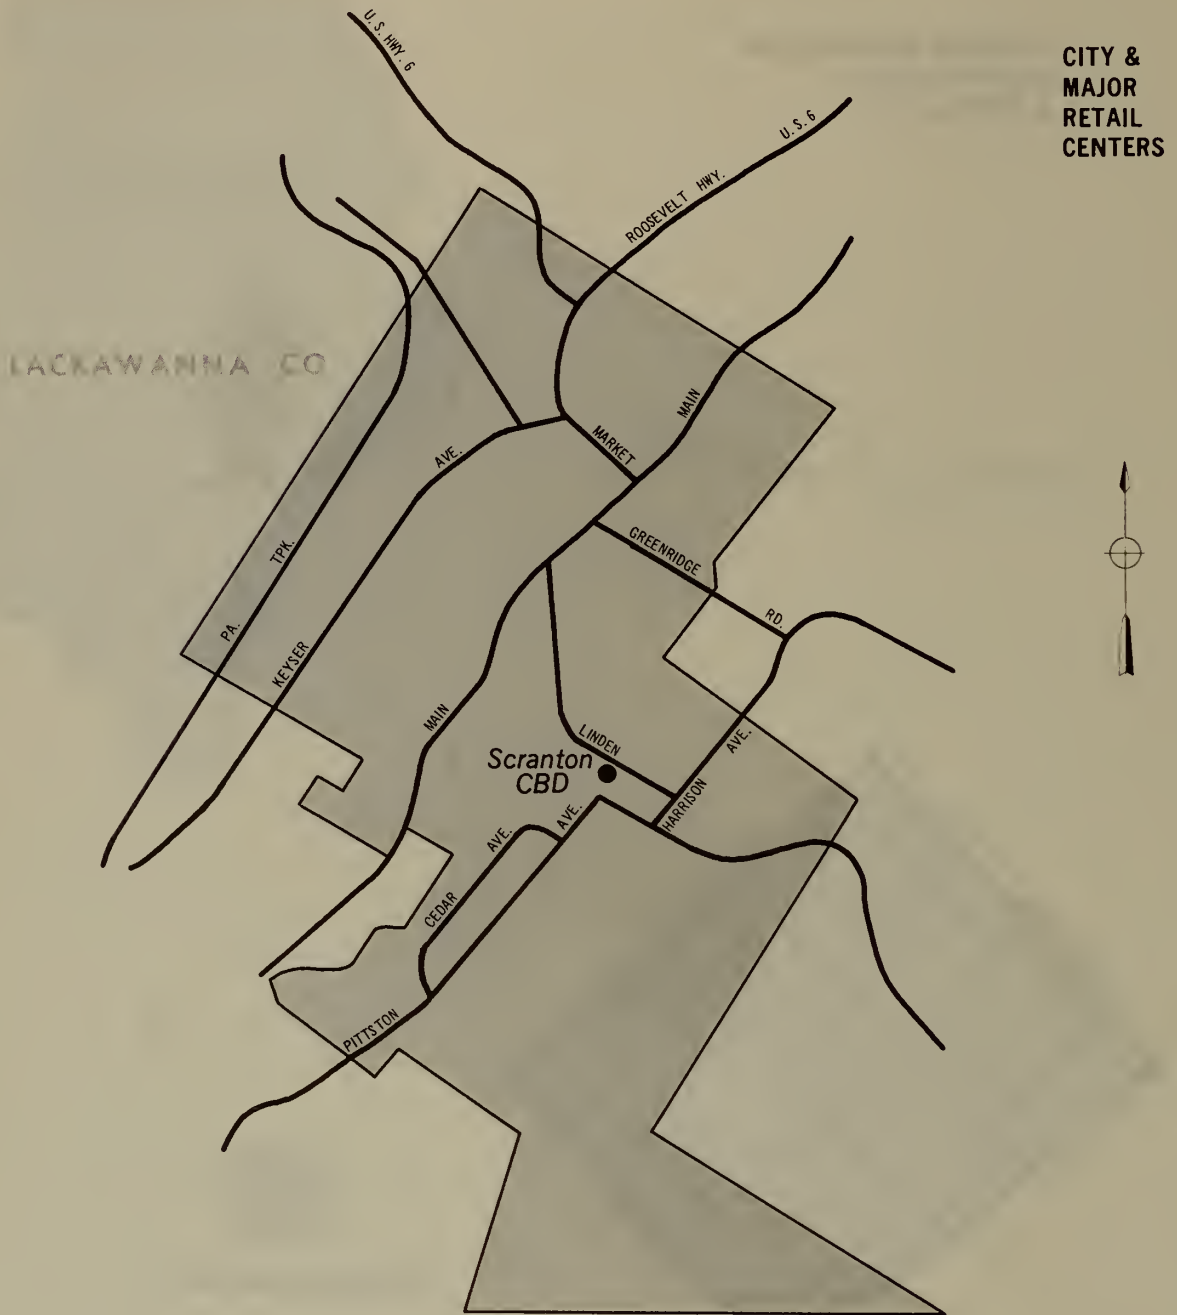 CITY &
MAJOR
RETAIL
CENTERS
U.S. HWY. 6
ROOSEVELT HWY. U.S. 6
LACKAWANNA CO
MAIN
MARKET
KEYSER AVE.
PA. TPK.
GREENRIDGE RD.
MAIN
LINDEN
Scranton
CBD
HARRISON AVE.
CEDAR AVE.
PITTSTON AVE.